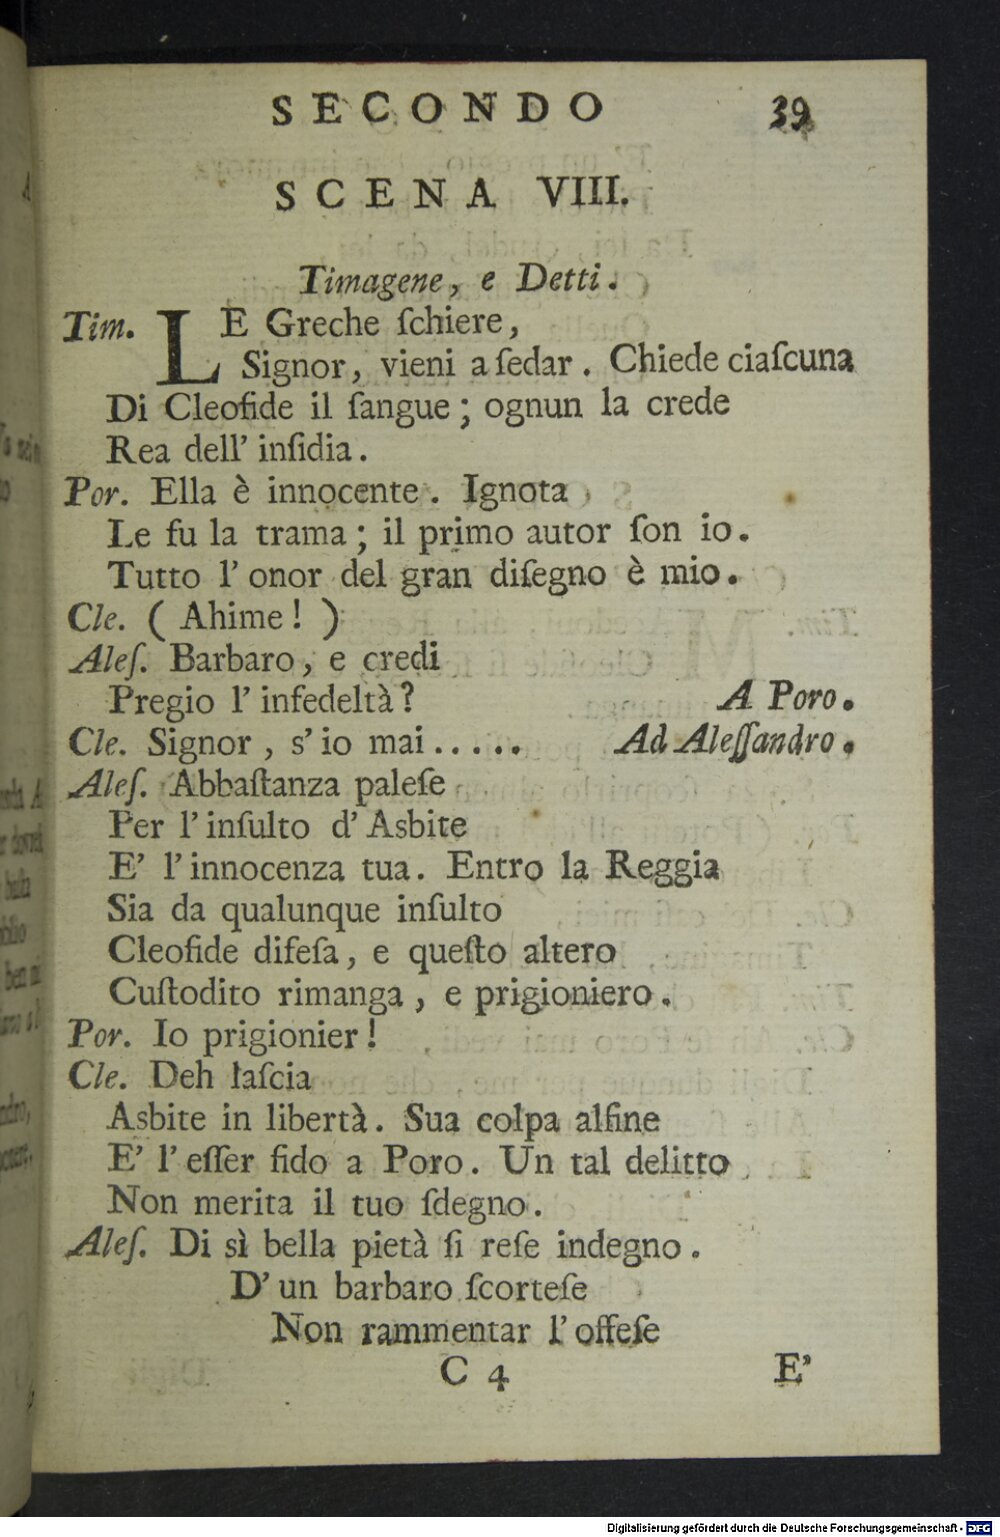 SECONDO 39
SCENA VIII.
Timagene, e Detti.
Tim. LE Greche ſchiere,
Signor, vieni a ſedar. Chiede ciaſcuna
Di Cleofide il ſangue; ognun la crede
Rea dell' inſidia.
Por. Ella è innocente. Ignota
Le fu la trama; il primo autor ſon io.
Tutto l' onor del gran diſegno è mio.
Cle. (Ahime!)
Aleſ. Barbaro, e credi
Pregio l' infedeltà? A Poro.
Cle. Signor, s' io mai..... Ad Aleſſandro.
Aleſ. Abbaſtanza paleſe
Per l' inſulto d' Asbite
E' l' innocenza tua. Entro la Reggia
Sia da qualunque inſulto
Cleofide difeſa, e queſto altero
Cuſtodito rimanga, e prigioniero.
Por. Io prigionier!
Cle. Deh laſcia
Asbite in libertà. Sua colpa alfine
E' l' eſſer fido a Poro. Un tal delitto
Non merita il tuo ſdegno.
Aleſ. Di sì bella pietà ſi reſe indegno.
D' un barbaro ſcorteſe
Non rammentar l' offeſe
C 4 E'
Digitalisierung gefördert durch die Deutsche Forschungsgemeinschaft - DFG